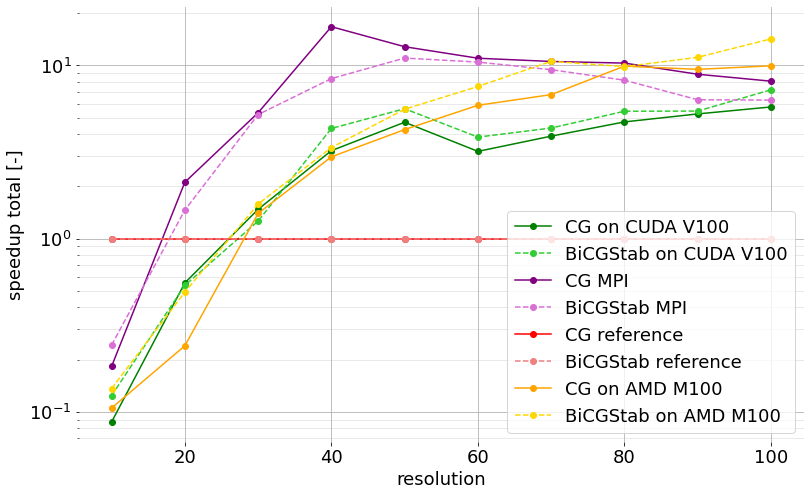 10¹
10⁰
10⁻¹
speedup total [-]
CG on CUDA V100
BiCGStab on CUDA V100
CG MPI
BiCGStab MPI
CG reference
BiCGStab reference
CG on AMD M100
BiCGStab on AMD M100
20 40 60 80 100
resolution